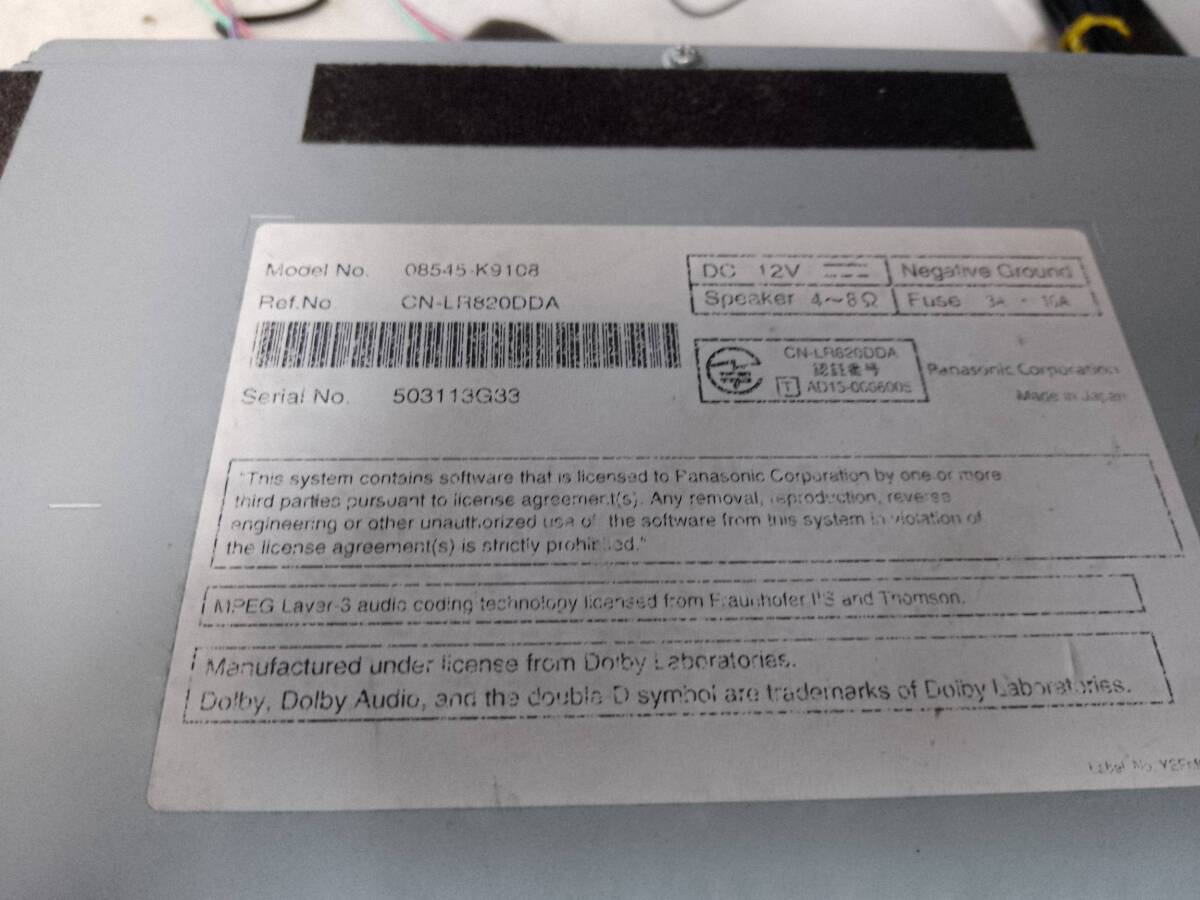 Model No. 08545-K9108
Ref.No. CN-LR820DDA
Serial No. 503113G33
DC 12V
Negative Ground
Speaker 4~8Ω
Fuse 3A
CN-LR820DDA
認証番号
T
Panasonic Corporation
Made in Japan
"This system contains software that is licensed to Panasonic Corporation by one or more
third parties pursuant to license agreement(s). Any removal, reproduction, reverse
engineering or other unauthorized use of the software from this system in violation of
the license agreement(s) is strictly prohibited."
MPEG Layer-3 audio coding technology licensed from Fraunhofer IIS and Thomson.
Manufactured under license from Dolby Laboratories.
Dolby, Dolby Audio, and the double-D symbol are trademarks of Dolby Laboratories.
Label No.